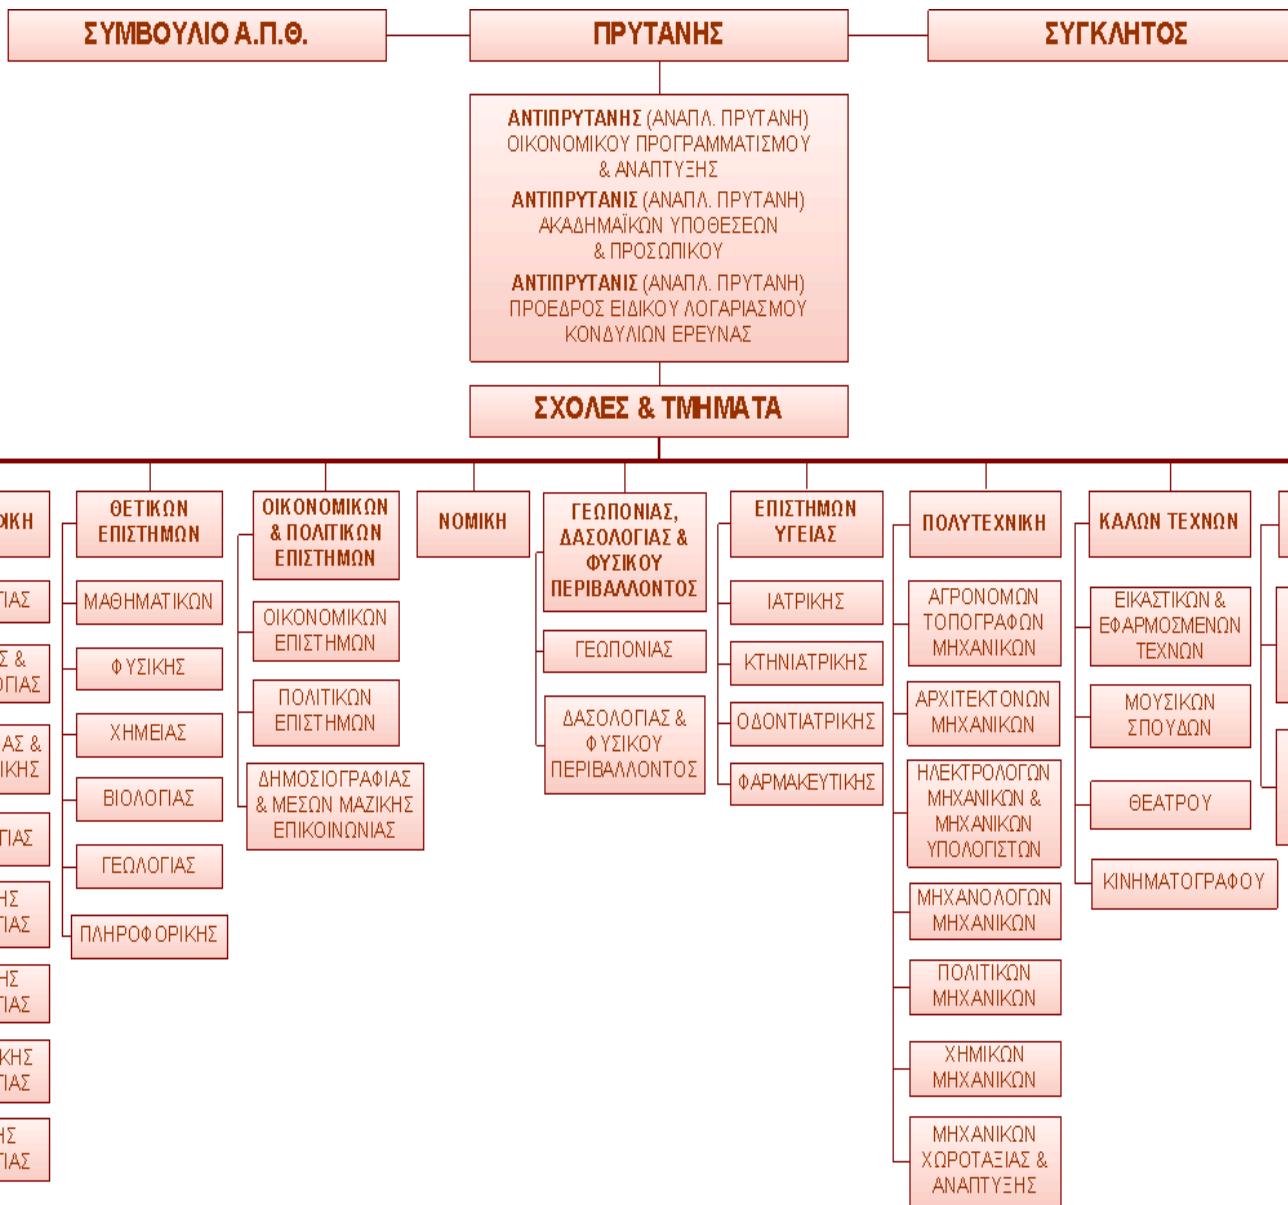 ΣΥΜΒΟΥΛΙΟ Α.Π.Θ.
ΠΡΥΤΑΝΗΣ
ΣΥΓΚΛΗΤΟΣ
ΑΝΤΙΠΡΥΤΑΝΗΣ (ΑΝΑΠΛ. ΠΡΥΤΑΝΗ)
ΟΙΚΟΝΟΜΙΚΟΥ ΠΡΟΓΡΑΜΜΑΤΙΣΜΟΥ
& ΑΝΑΠΤΥΞΗΣ
ΑΝΤΙΠΡΥΤΑΝΙΣ (ΑΝΑΠΛ. ΠΡΥΤΑΝΗ)
ΑΚΑΔΗΜΑΪΚΩΝ ΥΠΟΘΕΣΕΩΝ
& ΠΡΟΣΩΠΙΚΟΥ
ΑΝΤΙΠΡΥΤΑΝΙΣ (ΑΝΑΠΛ. ΠΡΥΤΑΝΗ)
ΠΡΟΕΔΡΟΣ ΕΙΔΙΚΟΥ ΛΟΓΑΡΙΑΣΜΟΥ
ΚΟΝΔΥΛΙΩΝ ΕΡΕΥΝΑΣ
ΣΧΟΛΕΣ & ΤΜΗΜΑΤΑ
ΘΕΤΙΚΩΝ
ΕΠΙΣΤΗΜΩΝ
ΜΑΘΗΜΑΤΙΚΩΝ
ΦΥΣΙΚΗΣ
ΧΗΜΕΙΑΣ
ΒΙΟΛΟΓΙΑΣ
ΓΕΩΛΟΓΙΑΣ
ΠΛΗΡΟΦΟΡΙΚΗΣ
ΟΙΚΟΝΟΜΙΚΩΝ
& ΠΟΛΙΤΙΚΩΝ
ΕΠΙΣΤΗΜΩΝ
ΟΙΚΟΝΟΜΙΚΩΝ
ΕΠΙΣΤΗΜΩΝ
ΠΟΛΙΤΙΚΩΝ
ΕΠΙΣΤΗΜΩΝ
ΔΗΜΟΣΙΟΓΡΑΦΙΑΣ
& ΜΕΣΩΝ ΜΑΖΙΚΗΣ
ΕΠΙΚΟΙΝΩΝΙΑΣ
ΝΟΜΙΚΗ
ΓΕΩΠΟΝΙΑΣ,
ΔΑΣΟΛΟΓΙΑΣ &
ΦΥΣΙΚΟΥ
ΠΕΡΙΒΑΛΛΟΝΤΟΣ
ΓΕΩΠΟΝΙΑΣ
ΔΑΣΟΛΟΓΙΑΣ &
ΦΥΣΙΚΟΥ
ΠΕΡΙΒΑΛΛΟΝΤΟΣ
ΕΠΙΣΤΗΜΩΝ
ΥΓΕΙΑΣ
ΙΑΤΡΙΚΗΣ
ΚΤΗΝΙΑΤΡΙΚΗΣ
ΟΔΟΝΤΙΑΤΡΙΚΗΣ
ΦΑΡΜΑΚΕΥΤΙΚΗΣ
ΠΟΛΥΤΕΧΝΙΚΗ
ΑΓΡΟΝΟΜΩΝ
ΤΟΠΟΓΡΑΦΩΝ
ΜΗΧΑΝΙΚΩΝ
ΑΡΧΙΤΕΚΤΟΝΩΝ
ΜΗΧΑΝΙΚΩΝ
ΗΛΕΚΤΡΟΛΟΓΩΝ
ΜΗΧΑΝΙΚΩΝ &
ΜΗΧΑΝΙΚΩΝ
ΥΠΟΛΟΓΙΣΤΩΝ
ΜΗΧΑΝΟΛΟΓΩΝ
ΜΗΧΑΝΙΚΩΝ
ΠΟΛΙΤΙΚΩΝ
ΜΗΧΑΝΙΚΩΝ
ΧΗΜΙΚΩΝ
ΜΗΧΑΝΙΚΩΝ
ΜΗΧΑΝΙΚΩΝ
ΧΩΡΟΤΑΞΙΑΣ &
ΑΝΑΠΤΥΞΗΣ
ΚΑΛΩΝ ΤΕΧΝΩΝ
ΕΙΚΑΣΤΙΚΩΝ &
ΕΦΑΡΜΟΣΜΕΝΩΝ
ΤΕΧΝΩΝ
ΜΟΥΣΙΚΩΝ
ΣΠΟΥΔΩΝ
ΘΕΑΤΡΟΥ
ΚΙΝΗΜΑΤΟΓΡΑΦΟΥ